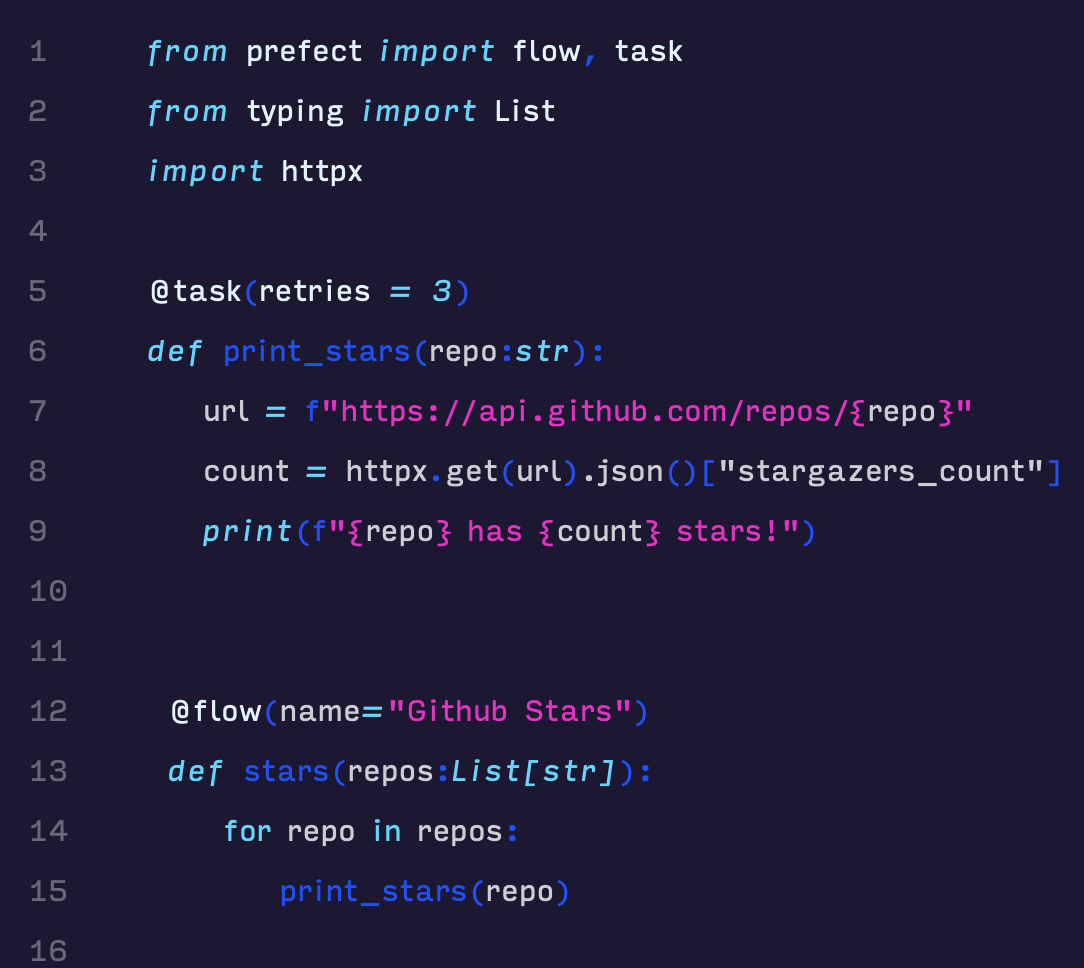 1 from prefect import flow, task
2 from typing import List
3 import httpx
4
5 @task(retries = 3)
6 def print_stars(repo:str):
7    url = f"https://api.github.com/repos/{repo}"
8    count = httpx.get(url).json()["stargazers_count"]
9    print(f"{repo} has {count} stars!")
10
11
12  @flow(name="Github Stars")
13  def stars(repos:List[str]):
14     for repo in repos:
15        print_stars(repo)
16